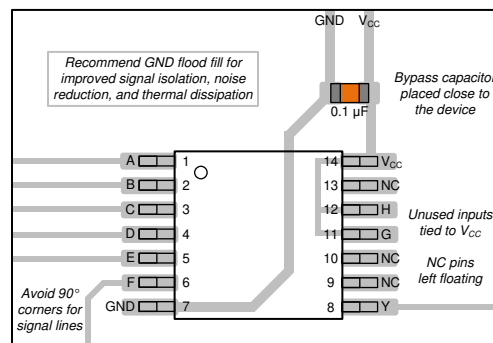 GND VCC
Recommend GND flood fill for
improved signal isolation, noise
reduction, and thermal dissipation
Bypass capacitor
placed close to
the device
0.1 µF
A 1 14 VCC
B 2 13 NC
C 3 12 H
D 4 11 G
E 5 10 NC
F 6 9 NC
GND 7 8 Y
Unused inputs
tied to VCC
NC pins
left floating
Avoid 90°
corners for
signal lines